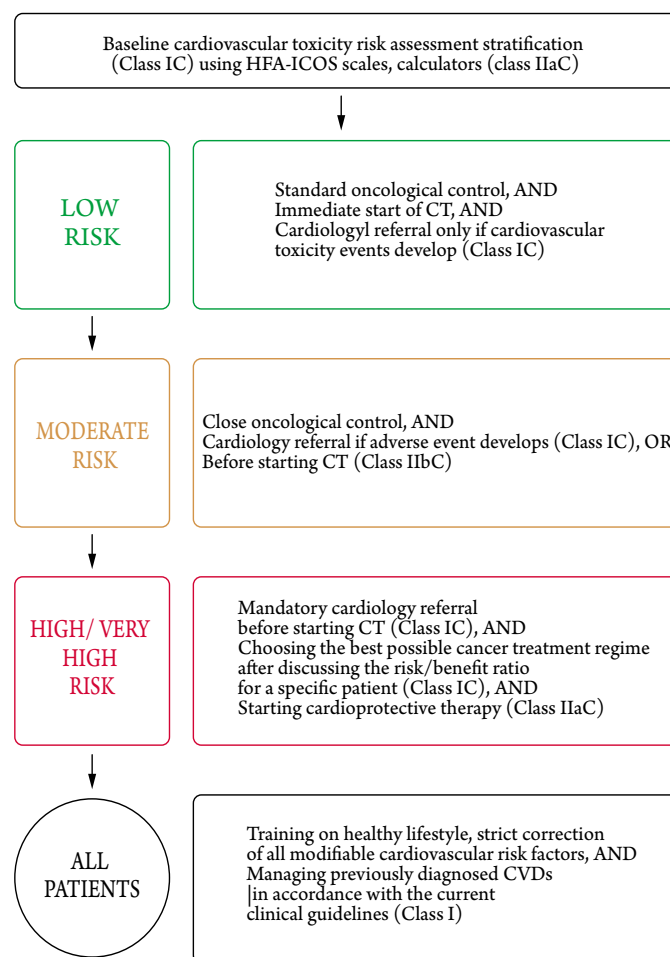 Baseline cardiovascular toxicity risk assessment stratification
(Class IC) using HFA-ICOS scales, calculators (class IIaC)
LOW
RISK
Standard oncological control, AND
Immediate start of CT, AND
Cardiologyl referral only if cardiovascular
toxicity events develop (Class IC)
MODERATE
RISK
Close oncological control, AND
Cardiology referral if adverse event develops (Class IC), OR
Before starting CT (Class IIbC)
HIGH/ VERY
HIGH
RISK
Mandatory cardiology referral
before starting CT (Class IC), AND
Choosing the best possible cancer treatment regime
after discussing the risk/benefit ratio
for a specific patient (Class IC), AND
Starting cardioprotective therapy (Class IIaC)
ALL
PATIENTS
Training on healthy lifestyle, strict correction
of all modifiable cardiovascular risk factors, AND
Managing previously diagnosed CVDs
|in accordance with the current
clinical guidelines (Class I)